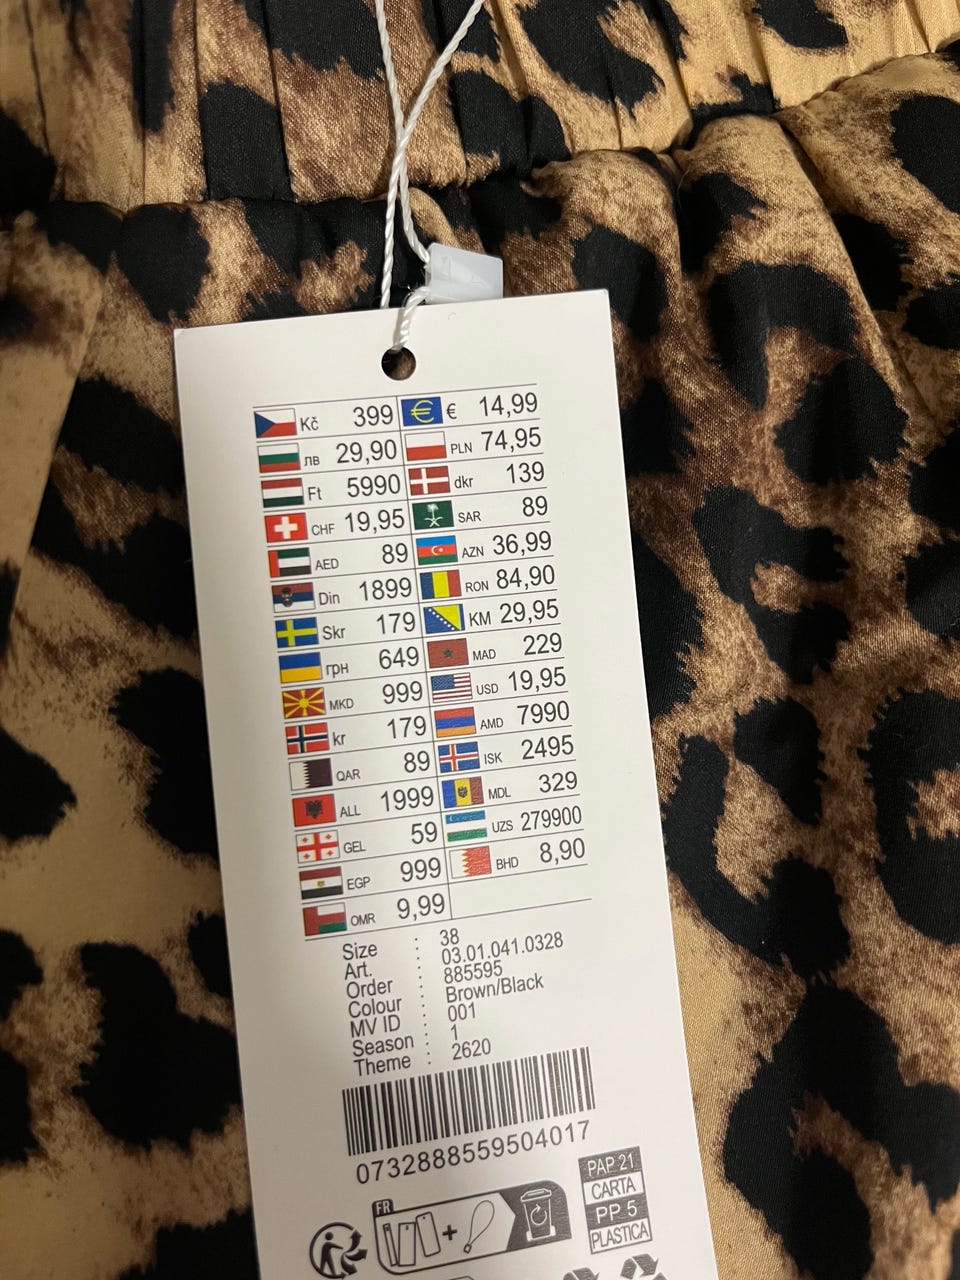 Kč 399 € 14,99
лв 29,90 PLN 74,95
Ft 5990 dkr 139
CHF 19,95 SAR 89
AED 89 AZN 36,99
Din 1899 RON 84,90
Skr 179 KM 29,95
грн 649 MAD 229
MKD 999 USD 19,95
kr 179 AMD 7990
QAR 89 ISK 2495
ALL 1999 MDL 329
GEL 59 UZS 279900
EGP 999 BHD 8,90
OMR 9,99
Size : 38
Art. : 03.01.041.0328
Order : 885595
Colour : Brown/Black
MV ID : 001
Season : 1
Theme : 2620
0732888559504017
FR
+
PAP 21
CARTA
PP 5
PLASTICA